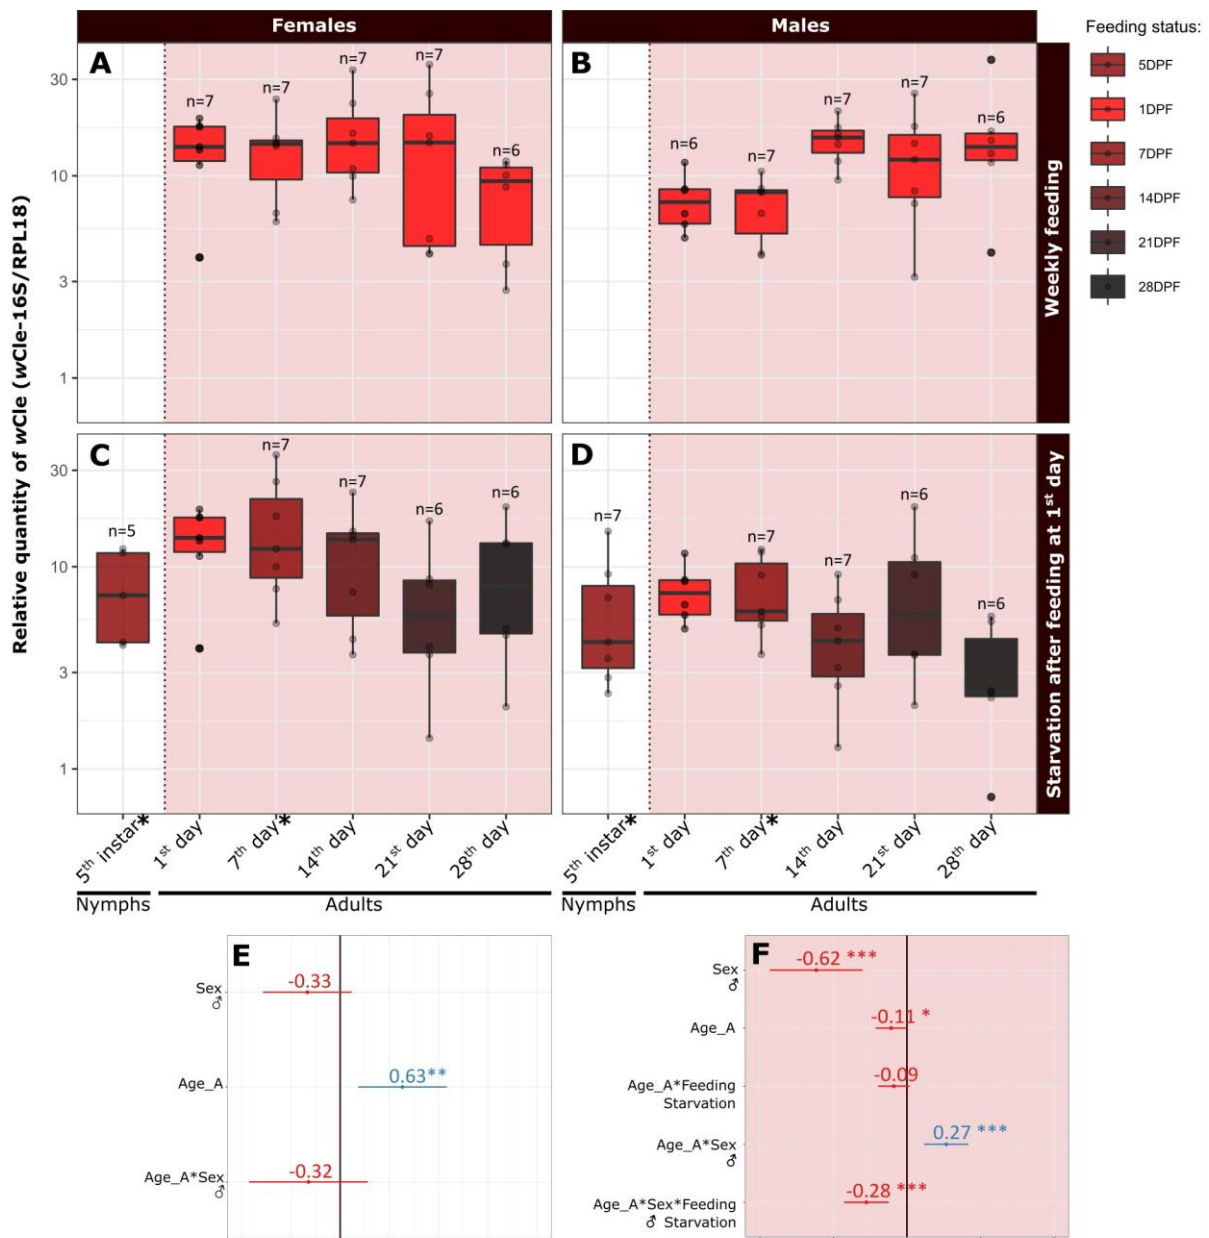 Females
Males
Feeding status:
5DPF
1DPF
7DPF
14DPF
21DPF
28DPF
Relative quantity of wCle (wCle-16S/RPL18)
A
30
10
3
1
n=7
n=7
n=7
n=7
n=6
B
n=6
n=7
n=7
n=7
n=6
Weekly feeding
C
30
10
3
1
n=5
n=7
n=7
n=6
n=6
D
n=7
n=7
n=7
n=6
n=6
Starvation after feeding at 1st day
5th instar*
1st day
7th day*
14th day
21st day
28th day
5th instar*
1st day
7th day*
14th day
21st day
28th day
Nymphs
Adults
Nymphs
Adults
E
Sex
♂
-0.33
Age_A
0.63**
Age_A*Sex
♂
-0.32
F
Sex
♂
-0.62 ***
Age_A
-0.11 *
Age_A*Feeding
Starvation
-0.09
Age_A*Sex
♂
0.27 ***
Age_A*Sex*Feeding
♂ Starvation
-0.28 ***